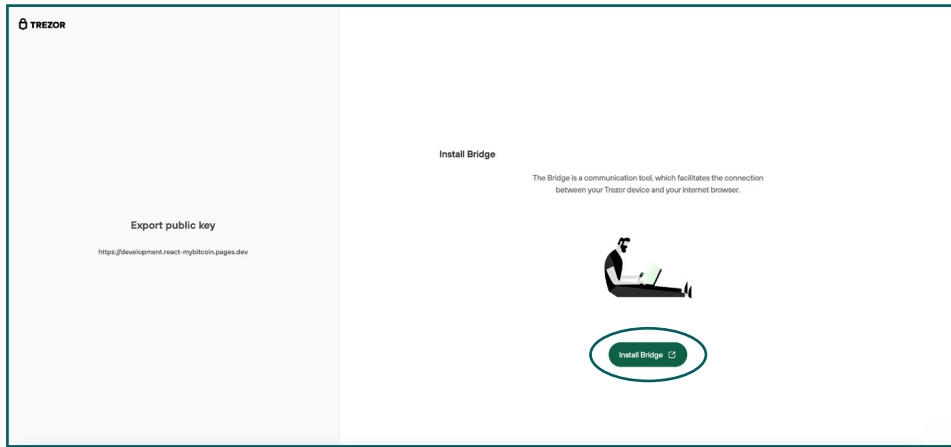 TREZOR
Export public key
https://development.react-mybitcoin.pages.dev
Install Bridge
The Bridge is a communication tool, which facilitates the connection
between your Trezor device and your internet browser.
Install Bridge